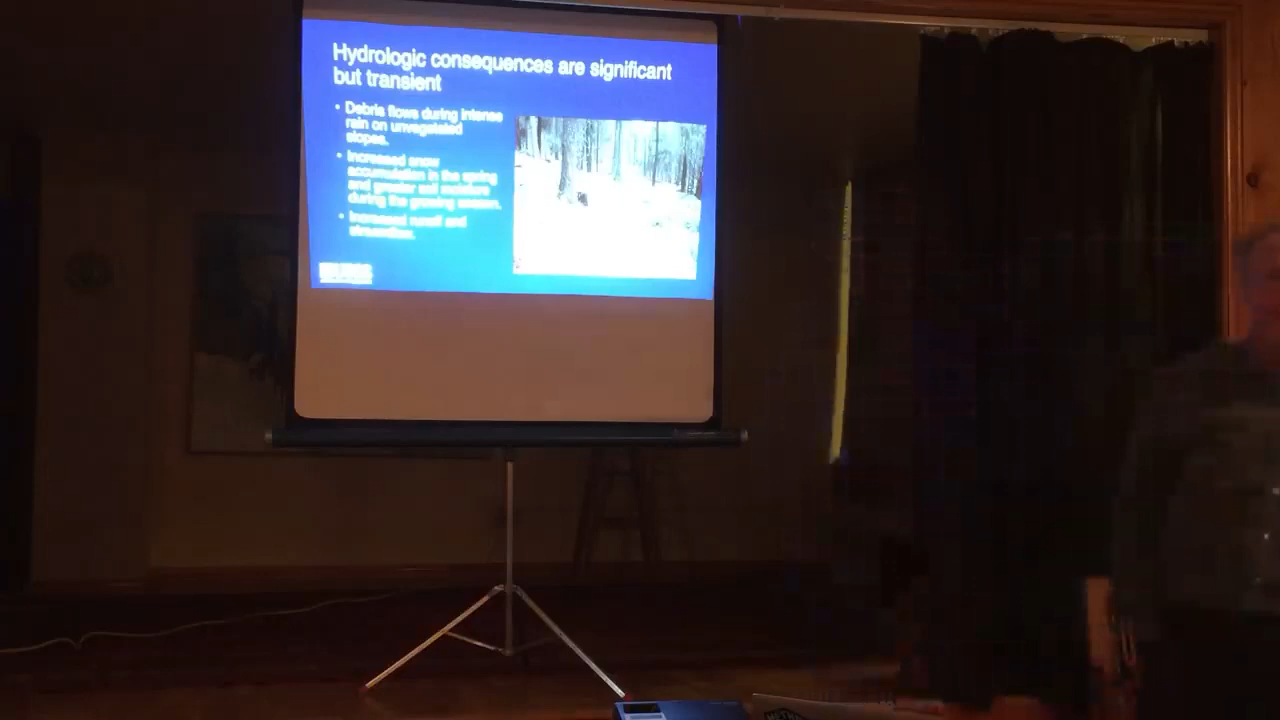 Hydrologic consequences are significant
but transient
• Debris flows during intense
rain on unvegetated
slopes.
• Increased snow
accumulation in the spring
and greater soil moisture
during the growing season.
• Increased runoff and
streamflow.